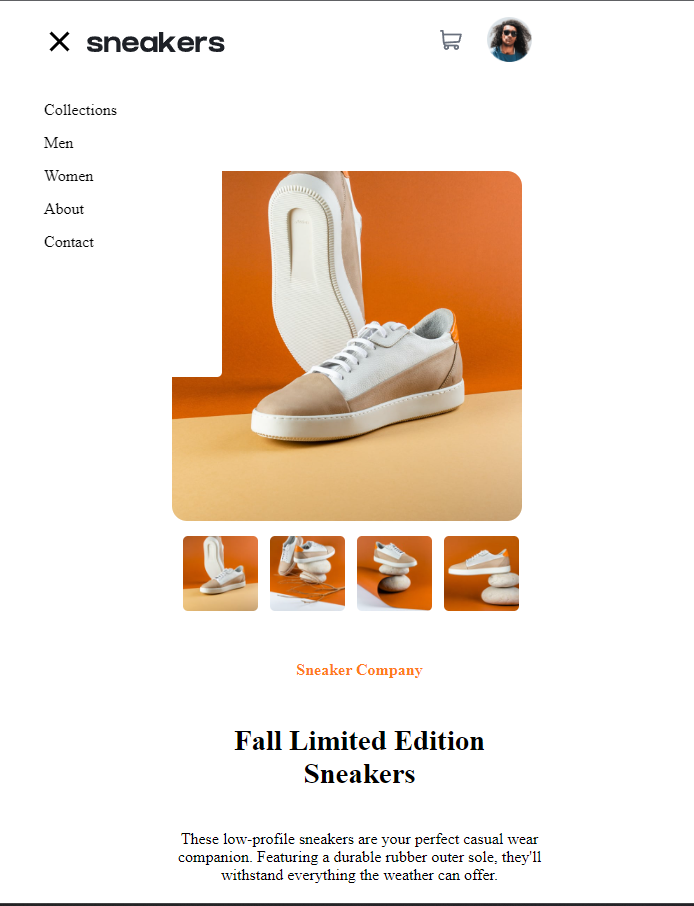 sneakers
Collections
Men
Women
About
Contact
Sneaker Company
Fall Limited Edition
Sneakers
These low-profile sneakers are your perfect casual wear
companion. Featuring a durable rubber outer sole, they'll
withstand everything the weather can offer.